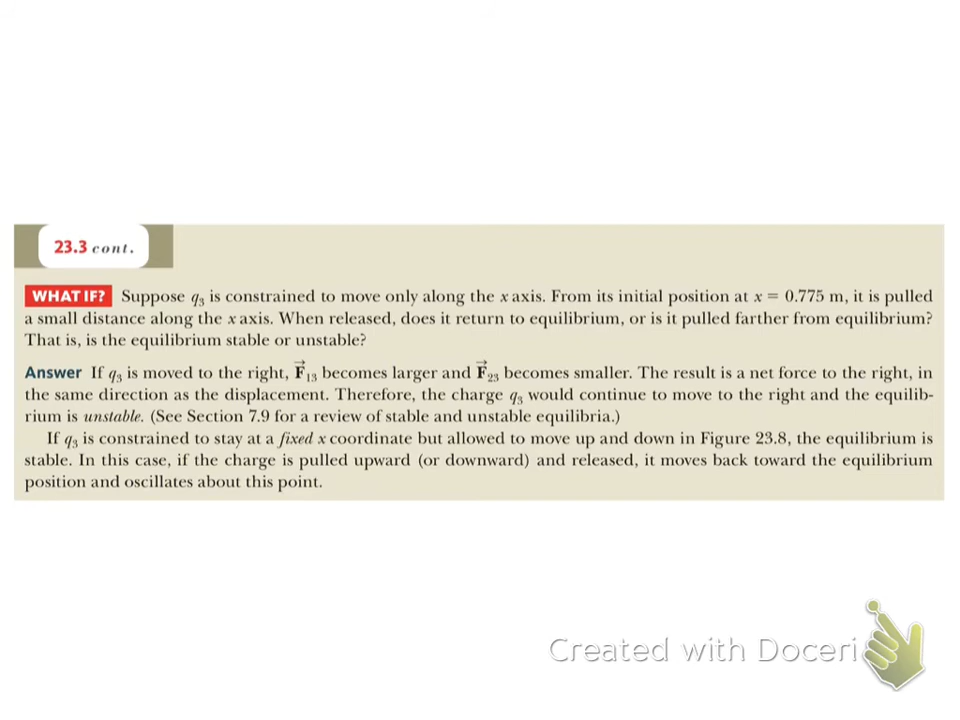 23.3 cont.
WHAT IF? Suppose q₃ is constrained to move only along the x axis. From its initial position at x = 0.775 m, it is pulled
a small distance along the x axis. When released, does it return to equilibrium, or is it pulled farther from equilibrium?
That is, is the equilibrium stable or unstable?
Answer If q₃ is moved to the right, F⃗₁₃ becomes larger and F⃗₂₃ becomes smaller. The result is a net force to the right, in
the same direction as the displacement. Therefore, the charge q₃ would continue to move to the right and the equilib-
rium is unstable. (See Section 7.9 for a review of stable and unstable equilibria.)
If q₃ is constrained to stay at a fixed x coordinate but allowed to move up and down in Figure 23.8, the equilibrium is
stable. In this case, if the charge is pulled upward (or downward) and released, it moves back toward the equilibrium
position and oscillates about this point.
Created with Doceri